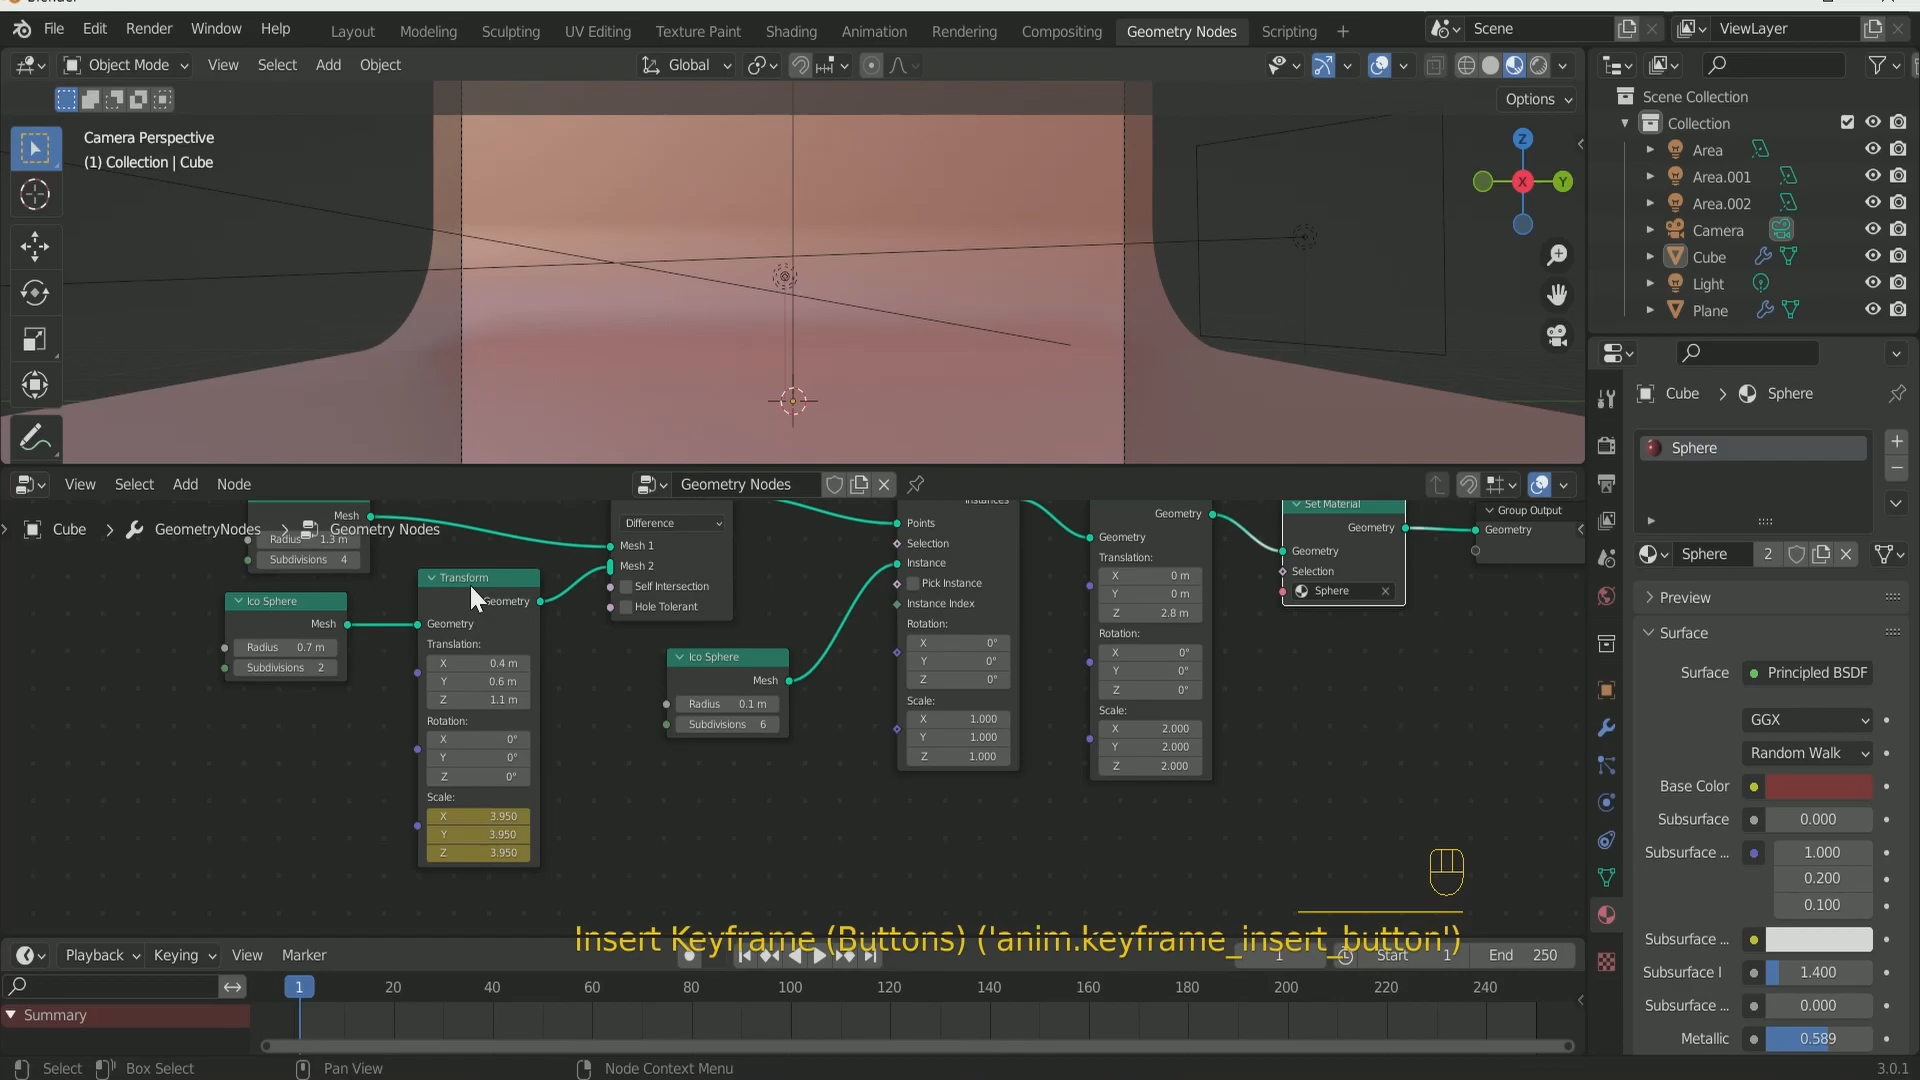 File Edit Render Window Help Layout Modeling Sculpting UV Editing Texture Paint Shading Animation Rendering Compositing Geometry Nodes Scripting + Scene ViewLayer
Object Mode View Select Add Object Global
Options
Camera Perspective
(1) Collection | Cube
Z
X
Y
Scene Collection
Collection
Area
Area.001
Area.002
Camera
Cube
Light
Plane
Cube > Sphere
Sphere
Sphere 2
Preview
Surface
Surface Principled BSDF
GGX
Random Walk
Base Color
Subsurface 0.000
Subsurface ... 1.000
0.200
0.100
Subsurface ...
Subsurface I 1.400
Subsurface ... 0.000
Metallic 0.589
View Select Add Node Geometry Nodes
Cube > GeometryNodes > Geometry Nodes
Mesh
Radius 1.3 m
Subdivisions 4
Ico Sphere
Mesh
Radius 0.7 m
Subdivisions 2
Transform
Geometry
Geometry
Translation:
X 0.4 m
Y 0.6 m
Z 1.1 m
Rotation:
X 0°
Y 0°
Z 0°
Scale:
X 3.950
Y 3.950
Z 3.950
Difference
Mesh 1
Mesh 2
Self Intersection
Hole Tolerant
Ico Sphere
Mesh
Radius 0.1 m
Subdivisions 6
Instances
Points
Selection
Instance
Pick Instance
Instance Index
Rotation:
X 0°
Y 0°
Z 0°
Scale:
X 1.000
Y 1.000
Z 1.000
Geometry
Geometry
Translation:
X 0 m
Y 0 m
Z 2.8 m
Rotation:
X 0°
Y 0°
Z 0°
Scale:
X 2.000
Y 2.000
Z 2.000
Set Material
Geometry
Geometry
Selection
Sphere
Group Output
Geometry
Insert Keyframe (Buttons) ('anim.keyframe_insert_button')
Playback Keying View Marker 1 Start 1 End 250
1 20 40 60 80 100 120 140 160 180 200 220 240
Summary
Select Box Select Pan View Node Context Menu 3.0.1